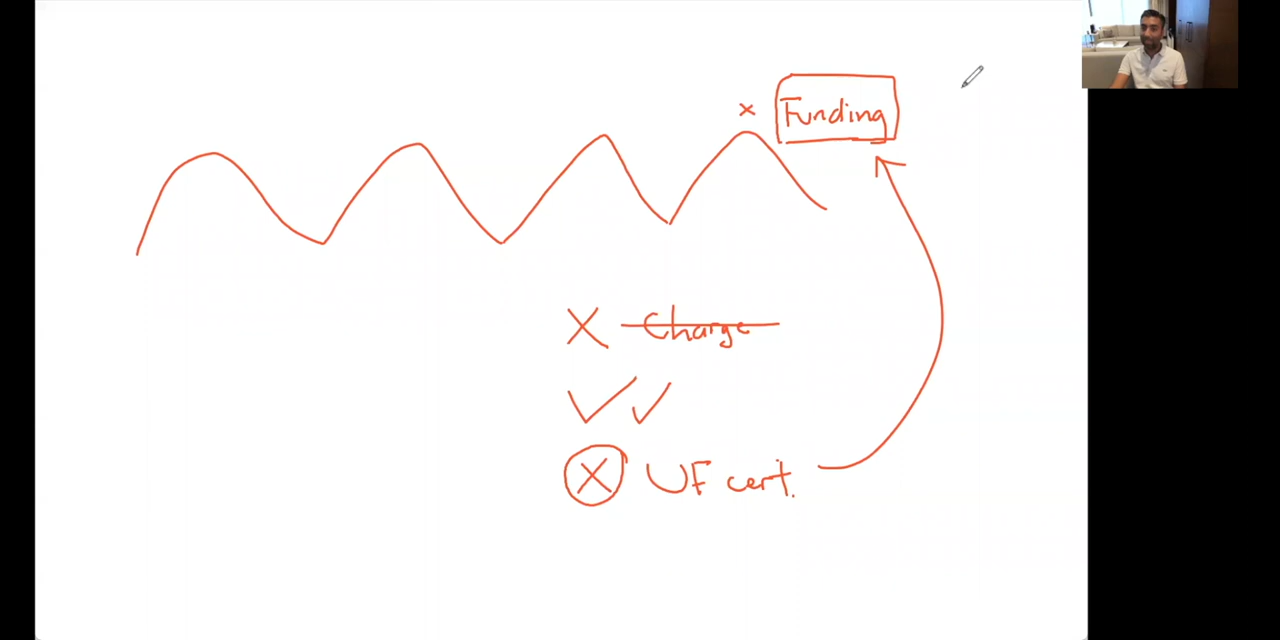 × Funding
X Charge
✓ ✓
X UF cert.